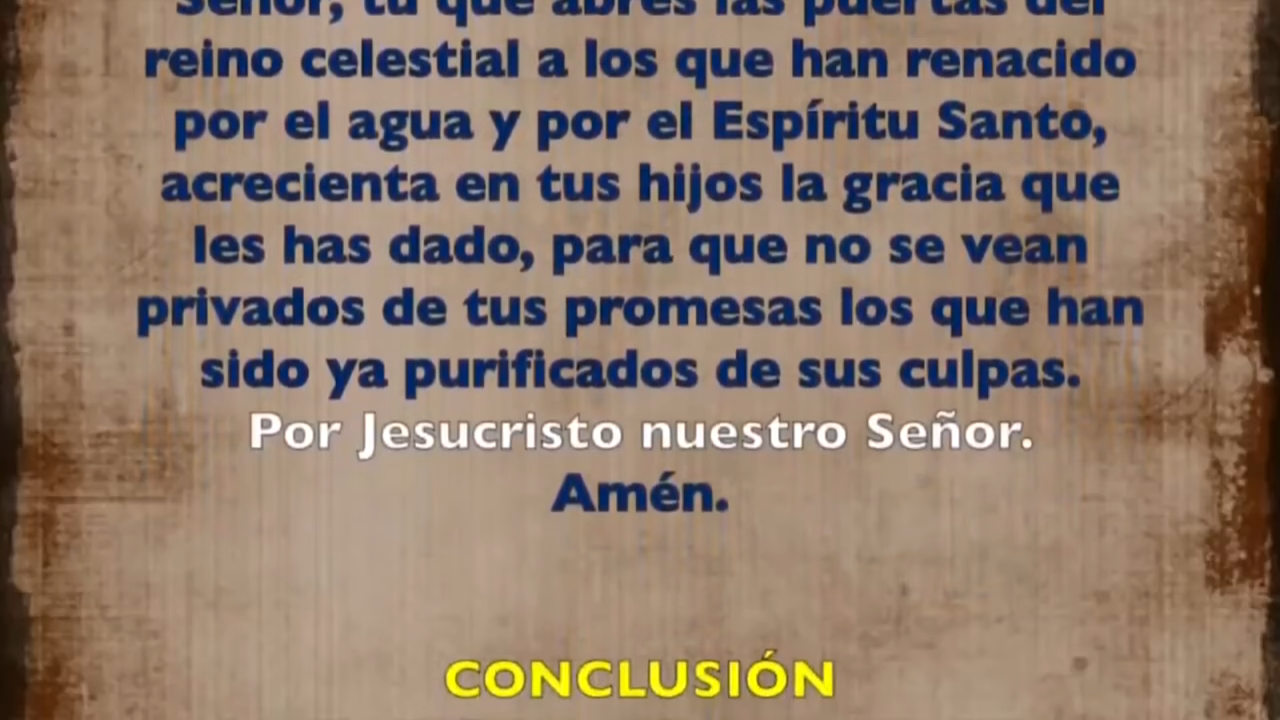 Señor, tú que abres las puertas del
reino celestial a los que han renacido
por el agua y por el Espíritu Santo,
acrecienta en tus hijos la gracia que
les has dado, para que no se vean
privados de tus promesas los que han
sido ya purificados de sus culpas.
Por Jesucristo nuestro Señor.
Amén.
CONCLUSIÓN